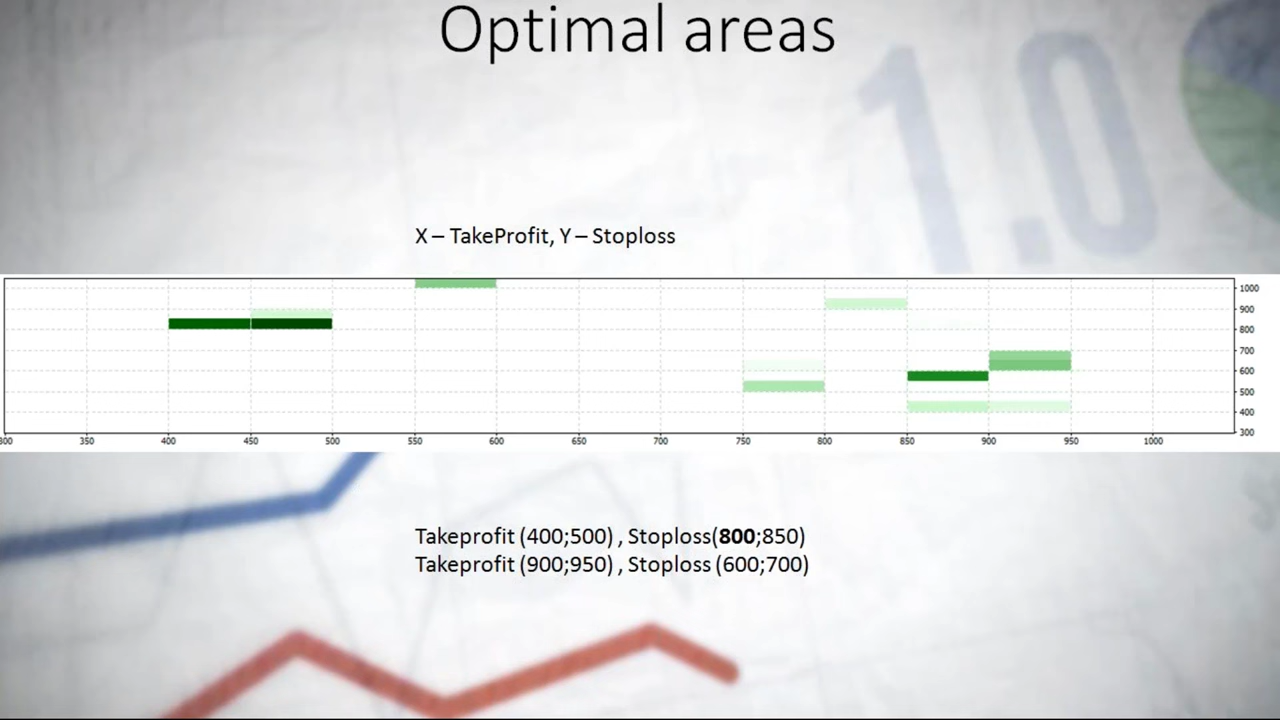 Optimal areas
1.0
X – TakeProfit, Y – Stoploss
1000
900
800
700
600
500
400
300
300 350 400 450 500 550 600 650 700 750 800 850 900 950 1000
Takeprofit (400;500) , Stoploss(800;850)
Takeprofit (900;950) , Stoploss (600;700)